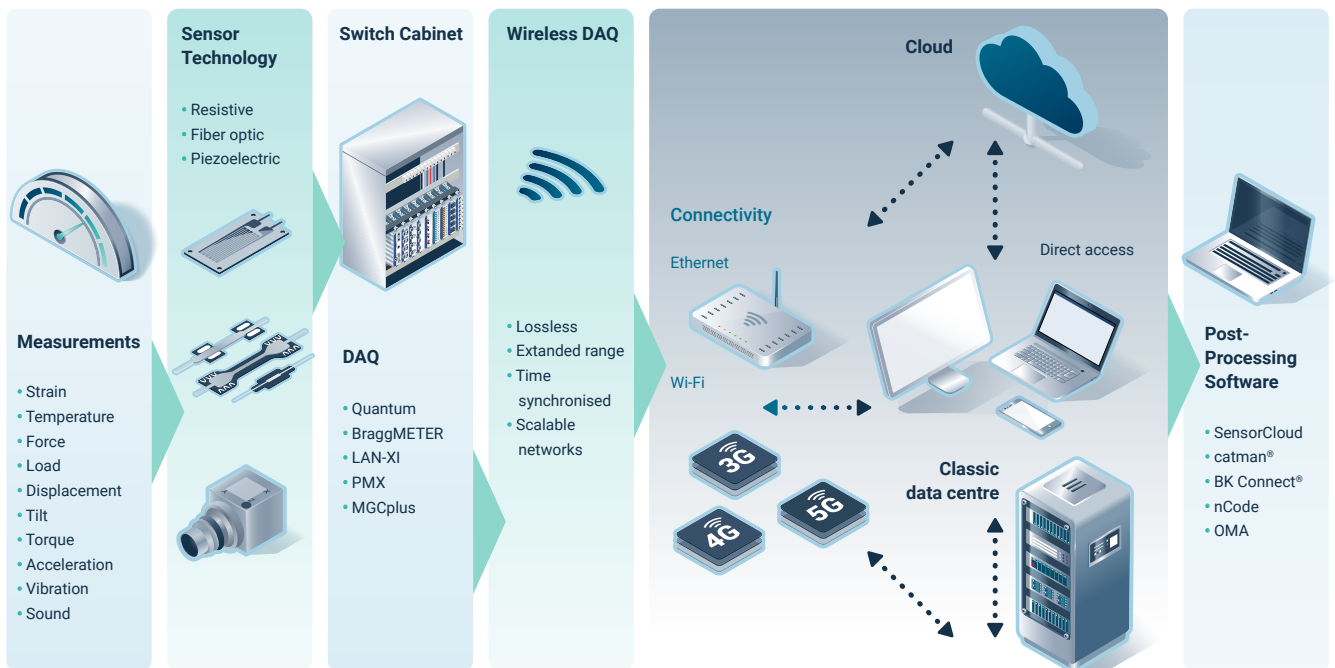 Measurements
• Strain
• Temperature
• Force
• Load
• Displacement
• Tilt
• Torque
• Acceleration
• Vibration
• Sound
Sensor
Technology
• Resistive
• Fiber optic
• Piezoelectric
Switch Cabinet
DAQ
• Quantum
• BraggMETER
• LAN-XI
• PMX
• MGCplus
Wireless DAQ
• Lossless
• Extanded range
• Time
synchronised
• Scalable
networks
Cloud
Connectivity
Ethernet
Direct access
Wi-Fi
3G
5G
4G
Classic
data centre
Post-
Processing
Software
• SensorCloud
• catman®
• BK Connect®
• nCode
• OMA